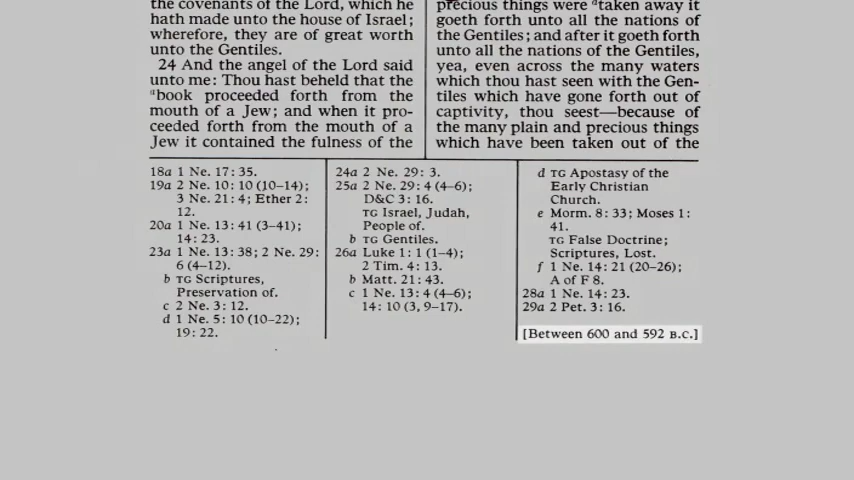 the covenants of the Lord, which he
hath made unto the house of Israel;
wherefore, they are of great worth
unto the Gentiles.
24 And the angel of the Lord said
unto me: Thou hast beheld that the
ᵃbook proceeded forth from the
mouth of a Jew; and when it pro-
ceeded forth from the mouth of a
Jew it contained the fulness of the
precious things were ᵃtaken away it
goeth forth unto all the nations of
the Gentiles; and after it goeth forth
unto all the nations of the Gentiles,
yea, even across the many waters
which thou hast seen with the Gen-
tiles which have gone forth out of
captivity, thou seest—because of
the many plain and precious things
which have been taken out of the
18a 1 Ne. 17: 35.
19a 2 Ne. 10: 10 (10–14);
3 Ne. 21: 4; Ether 2:
12.
20a 1 Ne. 13: 41 (3–41);
14: 23.
23a 1 Ne. 13: 38; 2 Ne. 29:
6 (4–12).
b TG Scriptures,
Preservation of.
c 2 Ne. 3: 12.
d 1 Ne. 5: 10 (10–22);
19: 22.
24a 2 Ne. 29: 3.
25a 2 Ne. 29: 4 (4–6);
D&C 3: 16.
TG Israel, Judah,
People of.
b TG Gentiles.
26a Luke 1: 1 (1–4);
2 Tim. 4: 13.
b Matt. 21: 43.
c 1 Ne. 13: 4 (4–6);
14: 10 (3, 9–17).
d TG Apostasy of the
Early Christian
Church.
e Morm. 8: 33; Moses 1:
41.
TG False Doctrine;
Scriptures, Lost.
f 1 Ne. 14: 21 (20–26);
A of F 8.
28a 1 Ne. 14: 23.
29a 2 Pet. 3: 16.
[Between 600 and 592 B.C.]